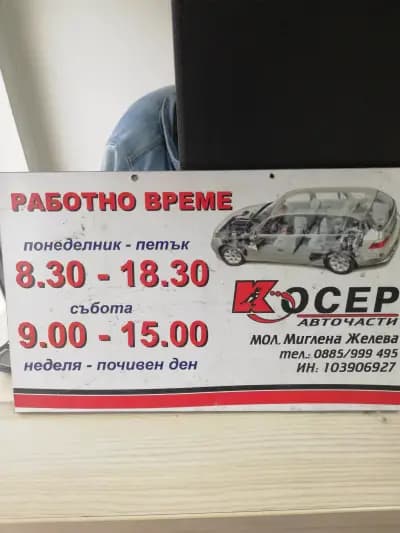 РАБОТНО ВРЕМЕ
понеделник - петък
8.30 - 18.30
събота
9.00 - 15.00
неделя - почивен ден
КОСЕР
АВТОЧАСТИ
МОЛ. Миглена Желева
тел.: 0885/999 495
ИН: 103906927